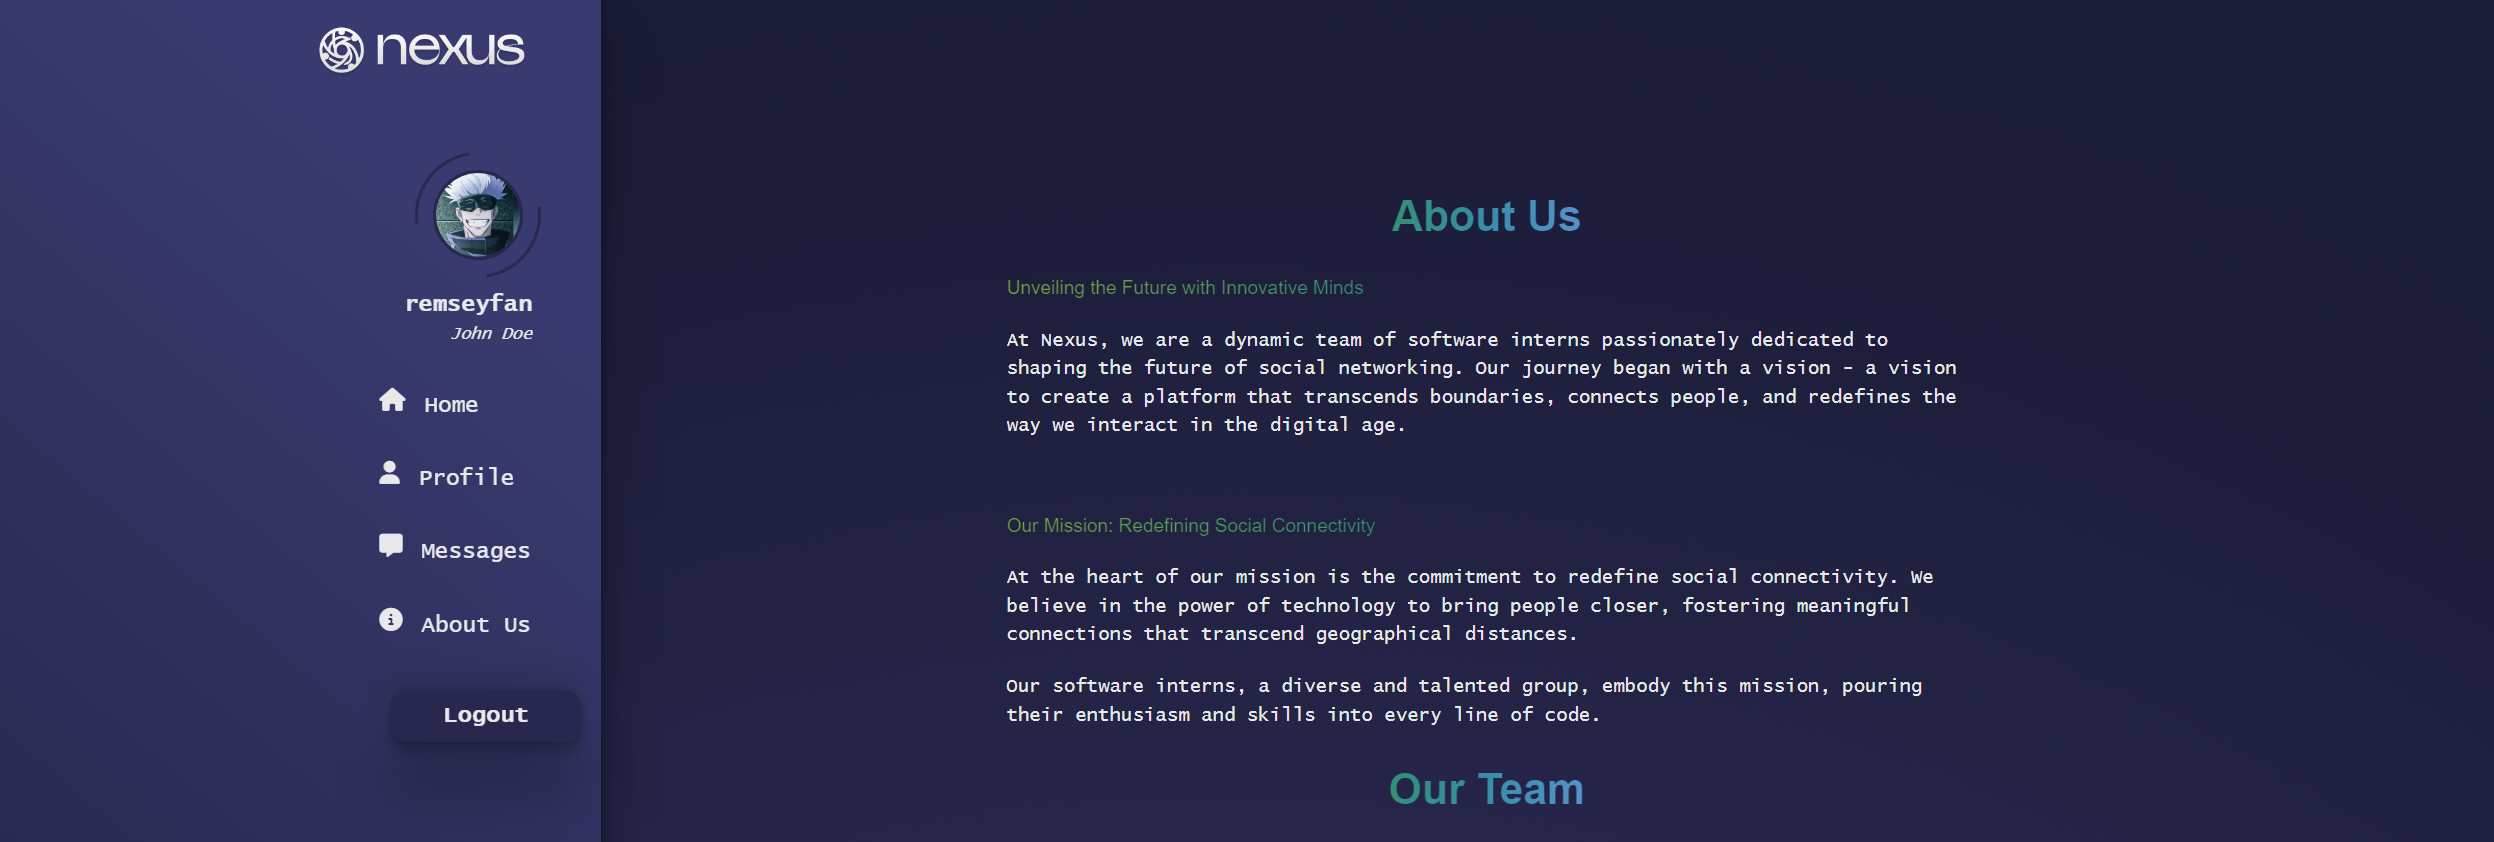 nexus
remseyfan
John Doe
Home
Profile
Messages
About Us
Logout
About Us
Unveiling the Future with Innovative Minds
At Nexus, we are a dynamic team of software interns passionately dedicated to
shaping the future of social networking. Our journey began with a vision - a vision
to create a platform that transcends boundaries, connects people, and redefines the
way we interact in the digital age.
Our Mission: Redefining Social Connectivity
At the heart of our mission is the commitment to redefine social connectivity. We
believe in the power of technology to bring people closer, fostering meaningful
connections that transcend geographical distances.
Our software interns, a diverse and talented group, embody this mission, pouring
their enthusiasm and skills into every line of code.
Our Team